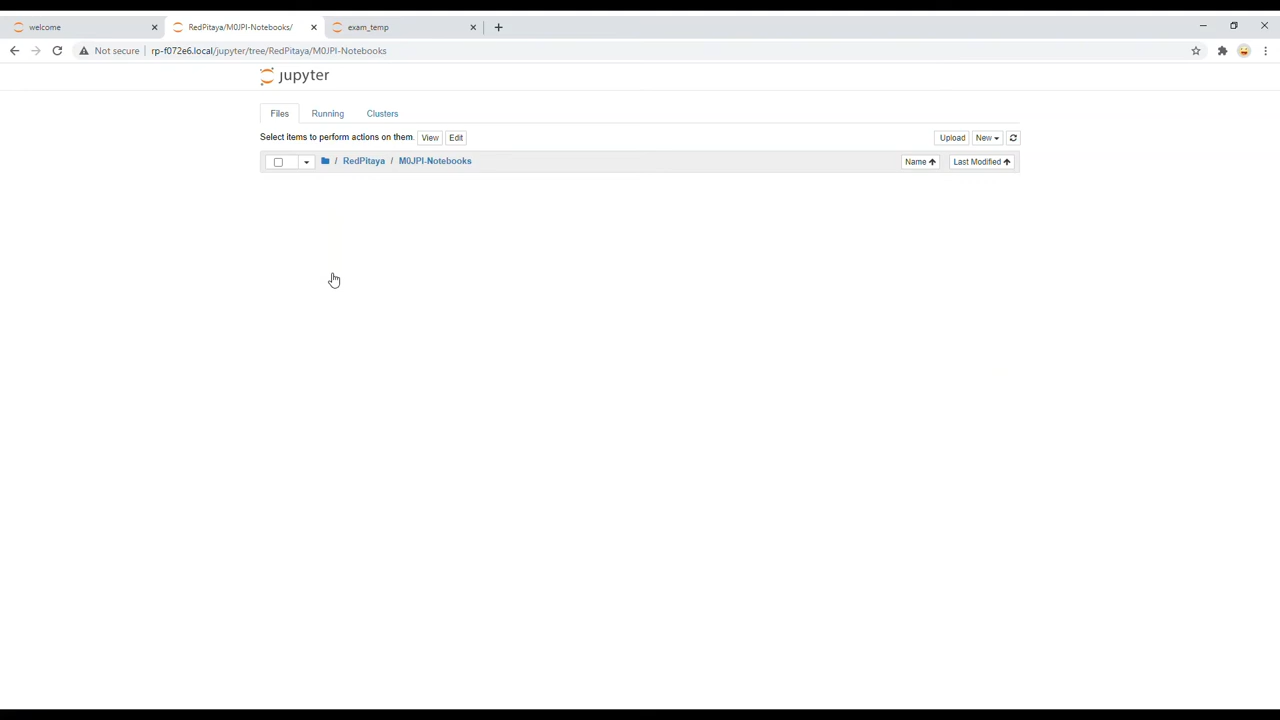 welcome
RedPitaya/M0JPI-Notebooks/
exam_temp
Not secure
rp-f072e6.local/jupyter/tree/RedPitaya/M0JPI-Notebooks
jupyter
Files Running Clusters
Select items to perform actions on them. View Edit Upload New
/ RedPitaya / M0JPI-Notebooks Name Last Modified